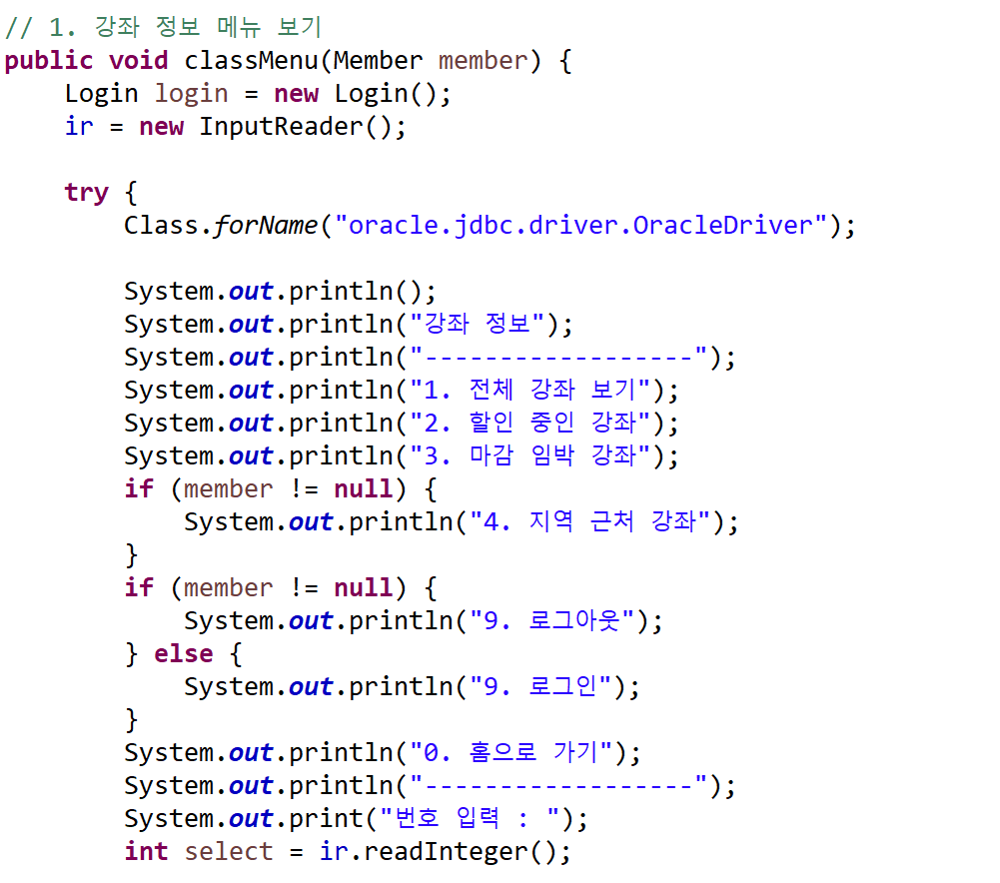 // 1. 강좌 정보 메뉴 보기
public void classMenu(Member member) {
    Login login = new Login();
    ir = new InputReader();

    try {
        Class.forName("oracle.jdbc.driver.OracleDriver");

        System.out.println();
        System.out.println("강좌 정보");
        System.out.println("------------------");
        System.out.println("1. 전체 강좌 보기");
        System.out.println("2. 할인 중인 강좌");
        System.out.println("3. 마감 임박 강좌");
        if (member != null) {
            System.out.println("4. 지역 근처 강좌");
        }
        if (member != null) {
            System.out.println("9. 로그아웃");
        } else {
            System.out.println("9. 로그인");
        }
        System.out.println("0. 홈으로 가기");
        System.out.println("------------------");
        System.out.print("번호 입력 : ");
        int select = ir.readInteger();